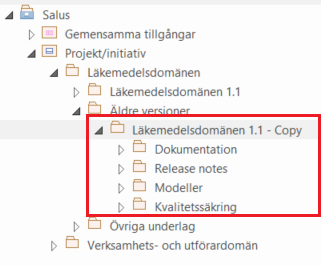 Salus
Gemensamma tillgångar
Projekt/initiativ
Läkemedelsdomänen
Läkemedelsdomänen 1.1
Äldre versioner
Läkemedelsdomänen 1.1 - Copy
Dokumentation
Release notes
Modeller
Kvalitetssäkring
Övriga underlag
Verksamhets- och utförardomän